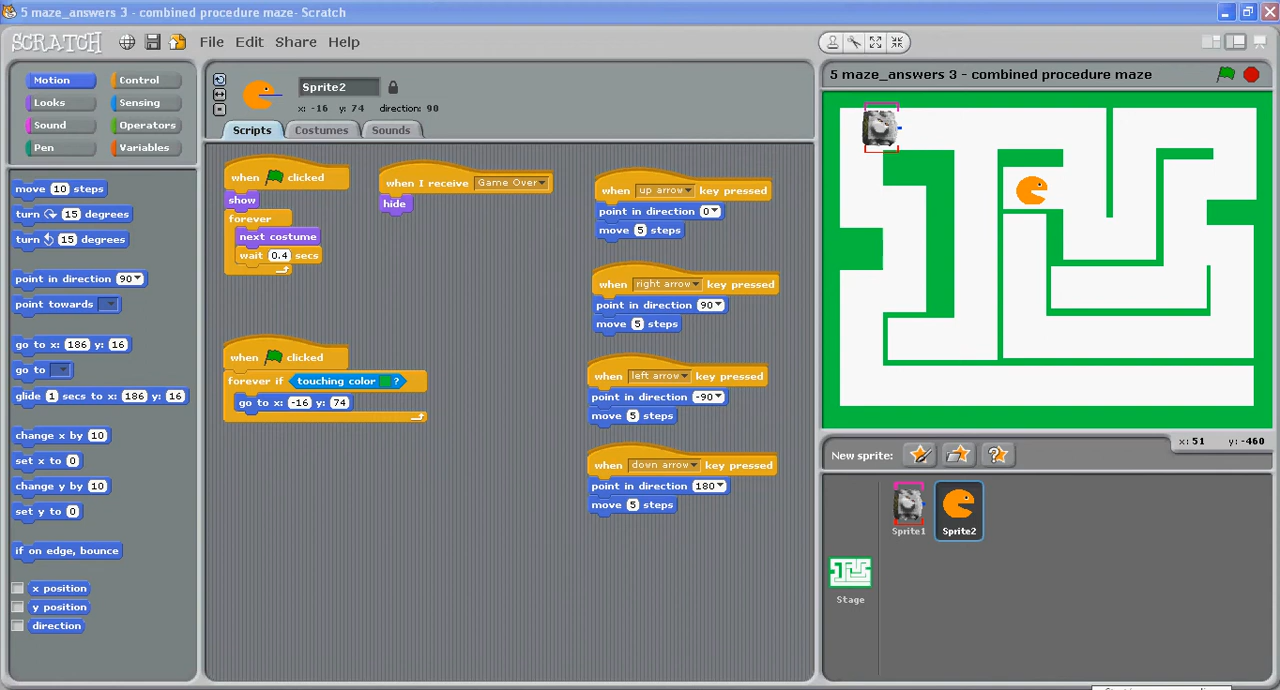 5 maze_answers 3 - combined procedure maze- Scratch
SCRATCH File Edit Share Help
Motion Control
Looks Sensing
Sound Operators
Pen Variables
move 10 steps
turn 15 degrees
turn 15 degrees
point in direction 90
point towards
go to x: 186 y: 16
go to
glide 1 secs to x: 186 y: 16
change x by 10
set x to 0
change y by 10
set y to 0
if on edge, bounce
x position
y position
direction
Sprite2
x: -16 y: 74 direction: 90
Scripts Costumes Sounds
when clicked
show
forever
next costume
wait 0.4 secs
when I receive Game Over
hide
when clicked
forever if touching color ?
go to x: -16 y: 74
when up arrow key pressed
point in direction 0
move 5 steps
when right arrow key pressed
point in direction 90
move 5 steps
when left arrow key pressed
point in direction -90
move 5 steps
when down arrow key pressed
point in direction 180
move 5 steps
5 maze_answers 3 - combined procedure maze
x: 51 y: -460
New sprite:
Sprite1 Sprite2
Stage